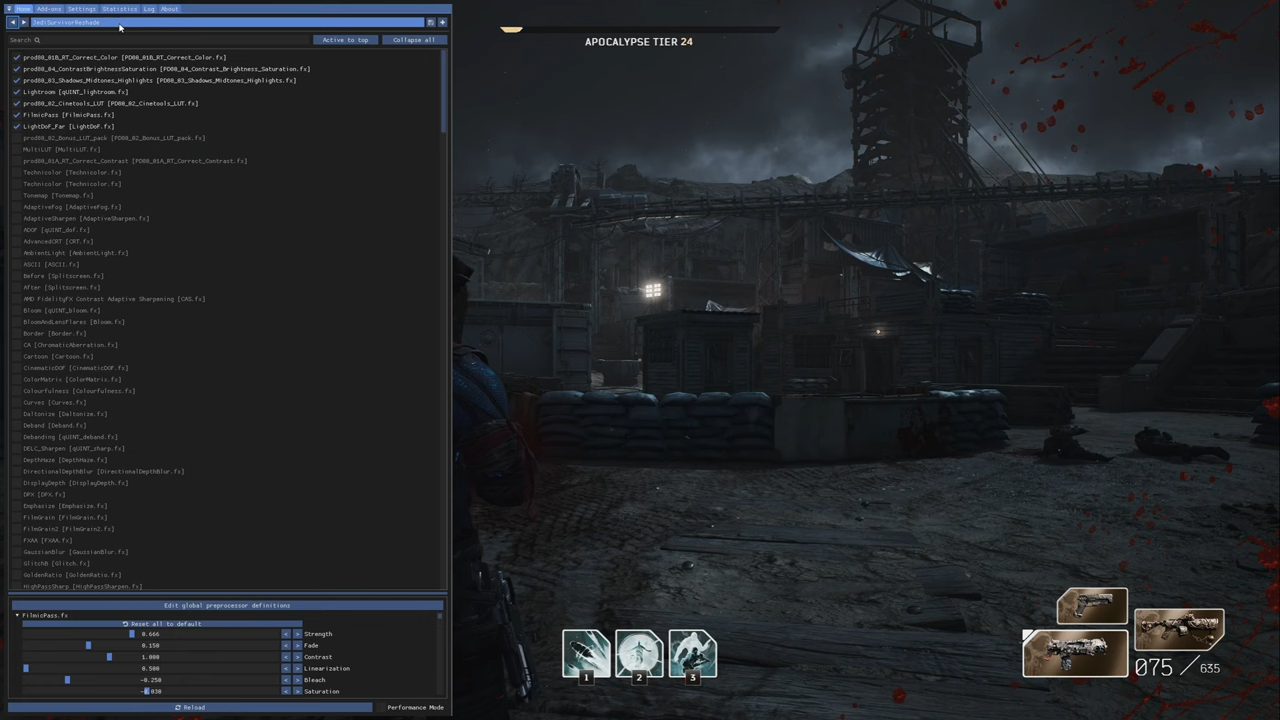 Home Add-ons Settings Statistics Log About
JediSurvivorReshade
Search Active to top Collapse all
prod80_01B_RT_Correct_Color [PD80_01B_RT_Correct_Color.fx]
prod80_04_ContrastBrightnessSaturation [PD80_04_Contrast_Brightness_Saturation.fx]
prod80_03_Shadows_Midtones_Highlights [PD80_03_Shadows_Midtones_Highlights.fx]
Lightroom [qUINT_lightroom.fx]
prod80_02_Cinetools_LUT [PD80_02_Cinetools_LUT.fx]
FilmicPass [FilmicPass.fx]
LightDoF_Far [LightDoF.fx]
prod80_02_Bonus_LUT_pack [PD80_02_Bonus_LUT_pack.fx]
MultiLUT [MultiLUT.fx]
prod80_01A_RT_Correct_Contrast [PD80_01A_RT_Correct_Contrast.fx]
Technicolor [Technicolor.fx]
Technicolor [Technicolor.fx]
Tonemap [Tonemap.fx]
AdaptiveFog [AdaptiveFog.fx]
AdaptiveSharpen [AdaptiveSharpen.fx]
ADOF [qUINT_dof.fx]
AdvancedCRT [CRT.fx]
AmbientLight [AmbientLight.fx]
ASCII [ASCII.fx]
Before [Splitscreen.fx]
After [Splitscreen.fx]
AMD FidelityFX Contrast Adaptive Sharpening [CAS.fx]
Bloom [qUINT_bloom.fx]
BloomAndLensFlares [Bloom.fx]
Border [Border.fx]
CA [ChromaticAberration.fx]
Cartoon [Cartoon.fx]
CinematicDOF [CinematicDOF.fx]
ColorMatrix [ColorMatrix.fx]
Colourfulness [Colourfulness.fx]
Curves [Curves.fx]
Daltonize [Daltonize.fx]
Deband [Deband.fx]
Debanding [qUINT_deband.fx]
DELC_Sharpen [qUINT_sharp.fx]
DepthHaze [DepthHaze.fx]
DirectionalDepthBlur [DirectionalDepthBlur.fx]
DisplayDepth [DisplayDepth.fx]
DPX [DPX.fx]
Emphasize [Emphasize.fx]
FilmGrain [FilmGrain.fx]
FilmGrain2 [FilmGrain2.fx]
FXAA [FXAA.fx]
GaussianBlur [GaussianBlur.fx]
GlitchB [Glitch.fx]
GoldenRatio [GoldenRatio.fx]
HighPassSharp [HighPassSharpen.fx]
Edit global preprocessor definitions
FilmicPass.fx
Reset all to default
0.666 < > Strength
0.150 < > Fade
1.000 < > Contrast
0.500 < > Linearization
-0.250 < > Bleach
-0.030 < > Saturation
Reload Performance Mode
APOCALYPSE TIER 24
1 2 3
075 / 635